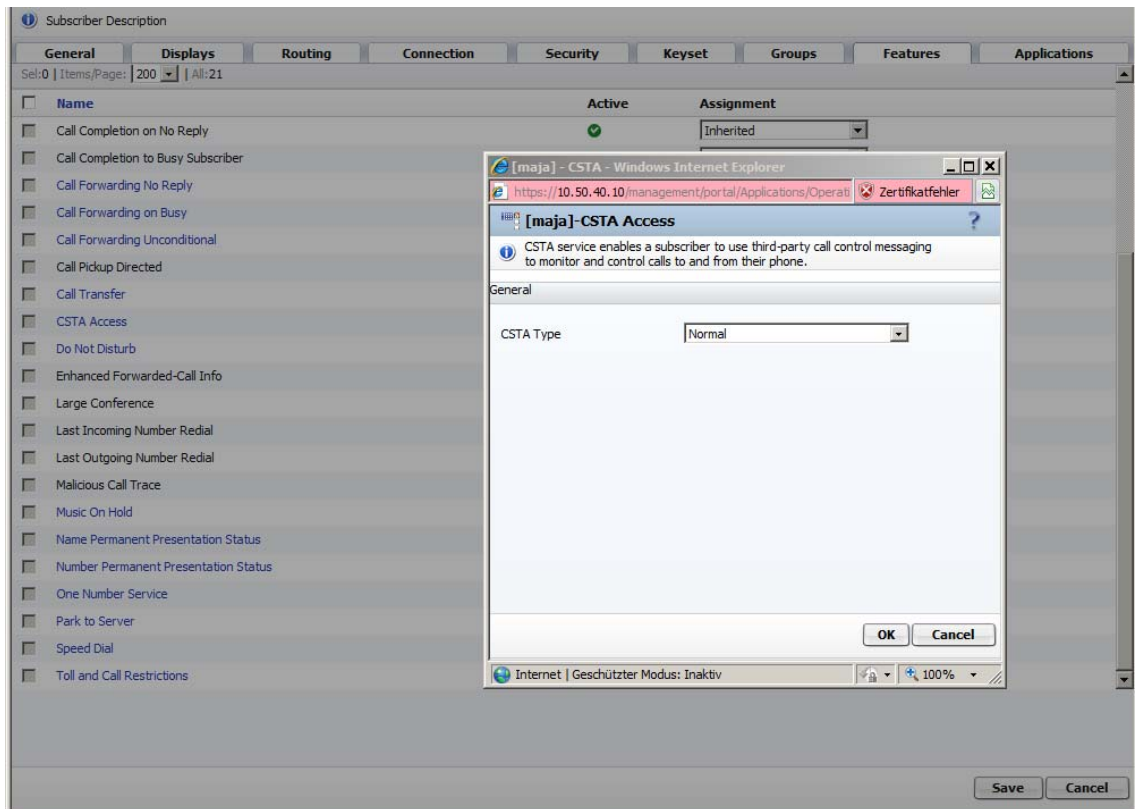 Subscriber Description
General Displays Routing Connection Security Keyset Groups Features Applications
Sel:0 | Items/Page: 200 | All:21
Name Active Assignment
Call Completion on No Reply Inherited
Call Completion to Busy Subscriber
Call Forwarding No Reply
Call Forwarding on Busy
Call Forwarding Unconditional
Call Pickup Directed
Call Transfer
CSTA Access
Do Not Disturb
Enhanced Forwarded-Call Info
Large Conference
Last Incoming Number Redial
Last Outgoing Number Redial
Malicious Call Trace
Music On Hold
Name Permanent Presentation Status
Number Permanent Presentation Status
One Number Service
Park to Server
Speed Dial
Toll and Call Restrictions
[maja] - CSTA - Windows Internet Explorer
https://10.50.40.10/management/portal/Applications/Operati Zertifikatfehler
[maja]-CSTA Access ?
CSTA service enables a subscriber to use third-party call control messaging
to monitor and control calls to and from their phone.
General
CSTA Type Normal
OK Cancel
Internet | Geschützter Modus: Inaktiv 100%
Save Cancel